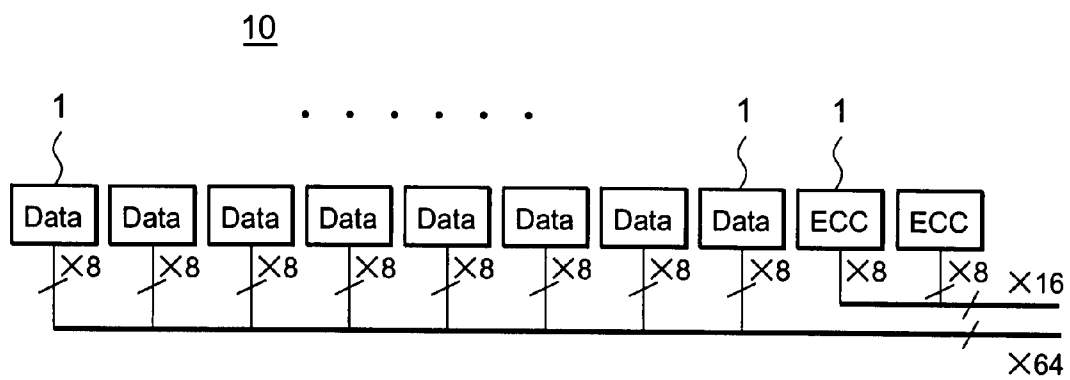 10
1 1 1
Data Data Data Data Data Data Data Data ECC ECC
×8 ×8 ×8 ×8 ×8 ×8 ×8 ×8 ×8 ×8
×16
×64